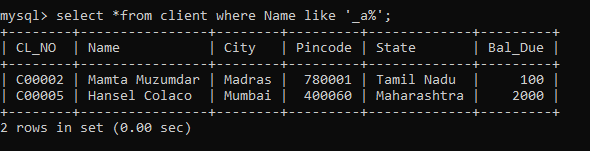 mysql> select *from client where Name like '_a%';
+--------+----------------+--------+---------+-------------+---------+
| CL_NO  | Name           | City   | Pincode | State       | Bal_Due |
+--------+----------------+--------+---------+-------------+---------+
| C00002 | Mamta Muzumdar | Madras |  780001 | Tamil Nadu  |     100 |
| C00005 | Hansel Colaco  | Mumbai |  400060 | Maharashtra |    2000 |
+--------+----------------+--------+---------+-------------+---------+
2 rows in set (0.00 sec)